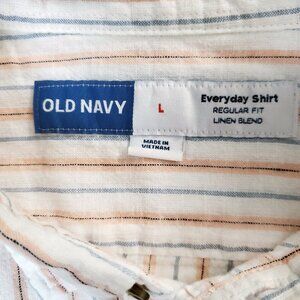 OLD NAVY
L
Everyday Shirt
REGULAR FIT
LINEN BLEND
MADE IN
VIETNAM